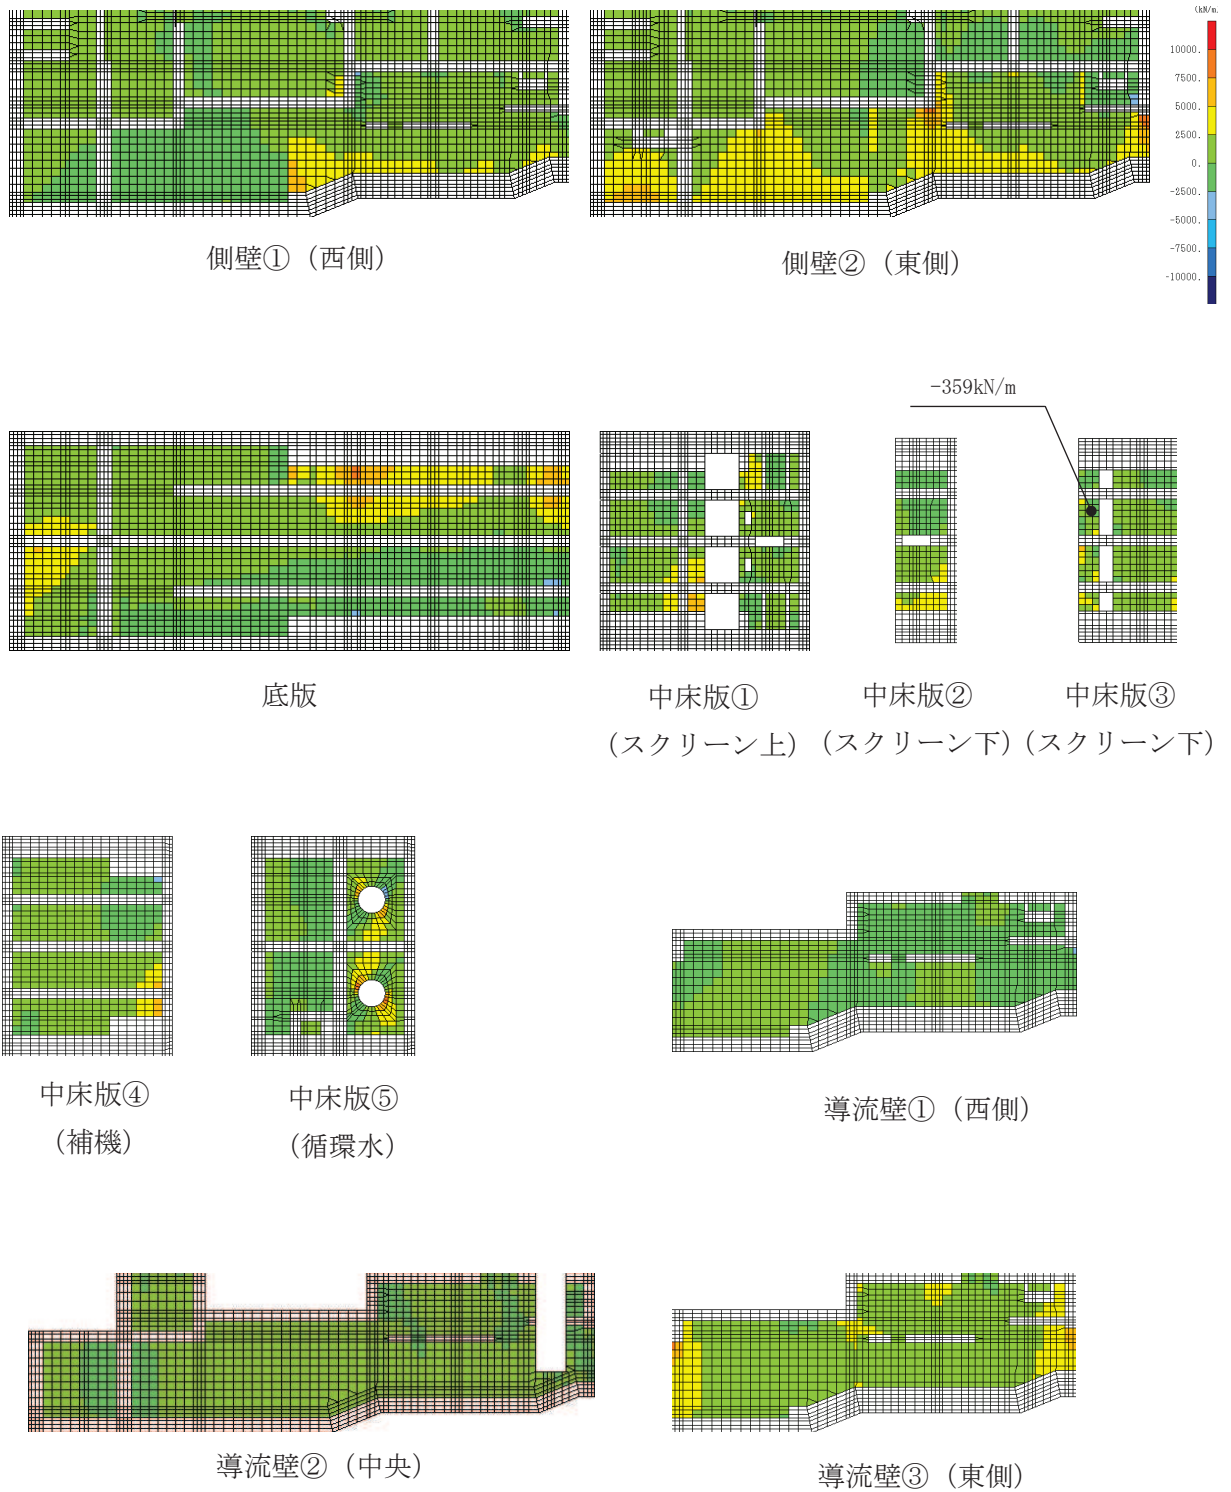 (kN/m.
10000.
7500.
5000.
2500.
0.
-2500.
-5000.
-7500.
-10000.
側壁①（西側）
側壁②（東側）
-359kN/m
底版
中床版①
（スクリーン上）
中床版②
（スクリーン下）
中床版③
（スクリーン下）
中床版④
（補機）
中床版⑤
（循環水）
導流壁①（西側）
導流壁②（中央）
導流壁③（東側）